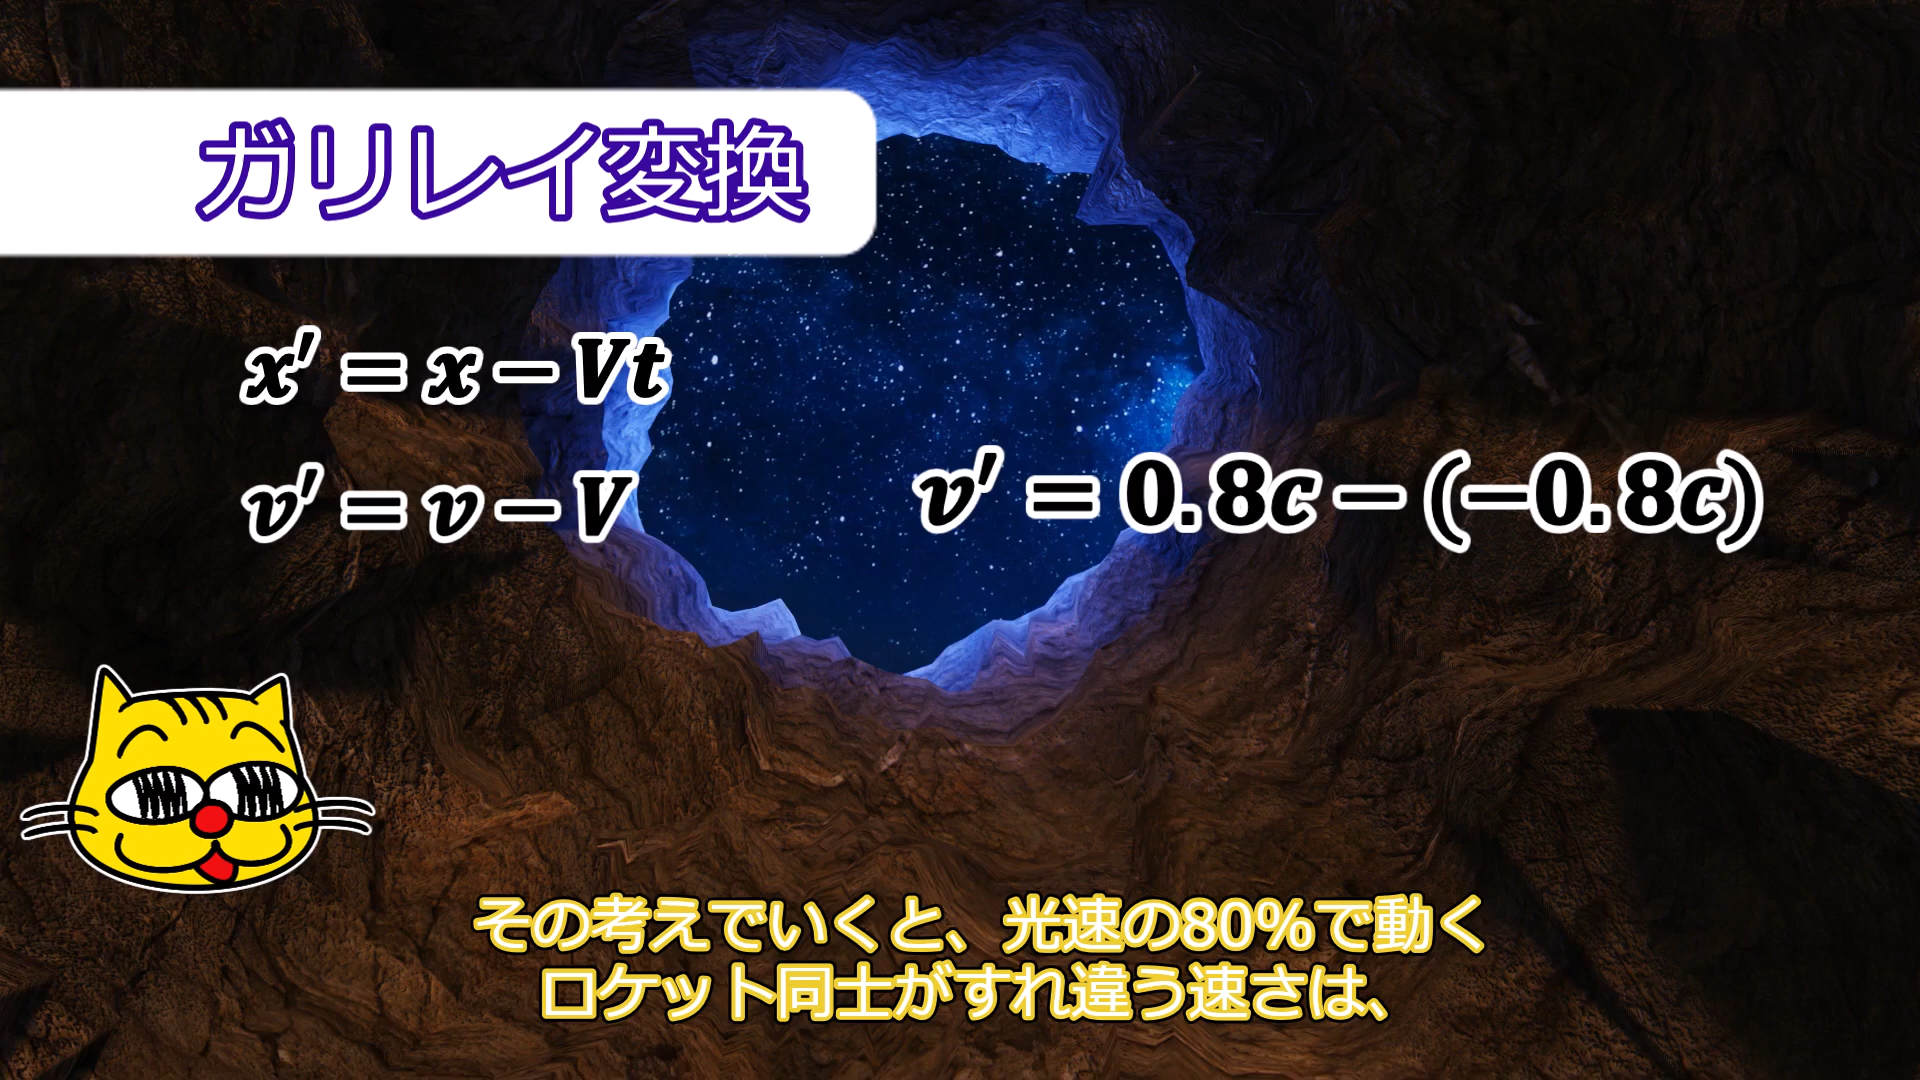 ガリレイ変換
x′ = x − Vt
v′ = v − V
v′ = 0.8c − (−0.8c)
その考えでいくと、光速の80%で動く
ロケット同士がすれ違う速さは、